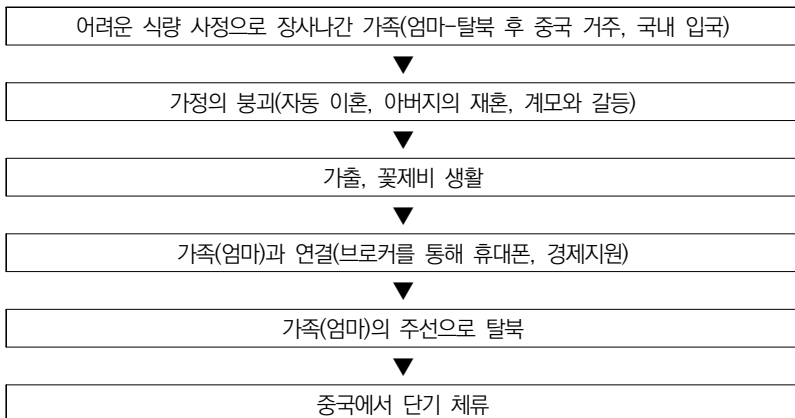 어려운 식량 사정으로 장사나간 가족(엄마-탈북 후 중국 거주, 국내 입국)
▼
가정의 붕괴(자동 이혼, 아버지의 재혼, 계모와 갈등)
▼
가출, 꽃제비 생활
▼
가족(엄마)과 연결(브로커를 통해 휴대폰, 경제지원)
▼
가족(엄마)의 주선으로 탈북
▼
중국에서 단기 체류